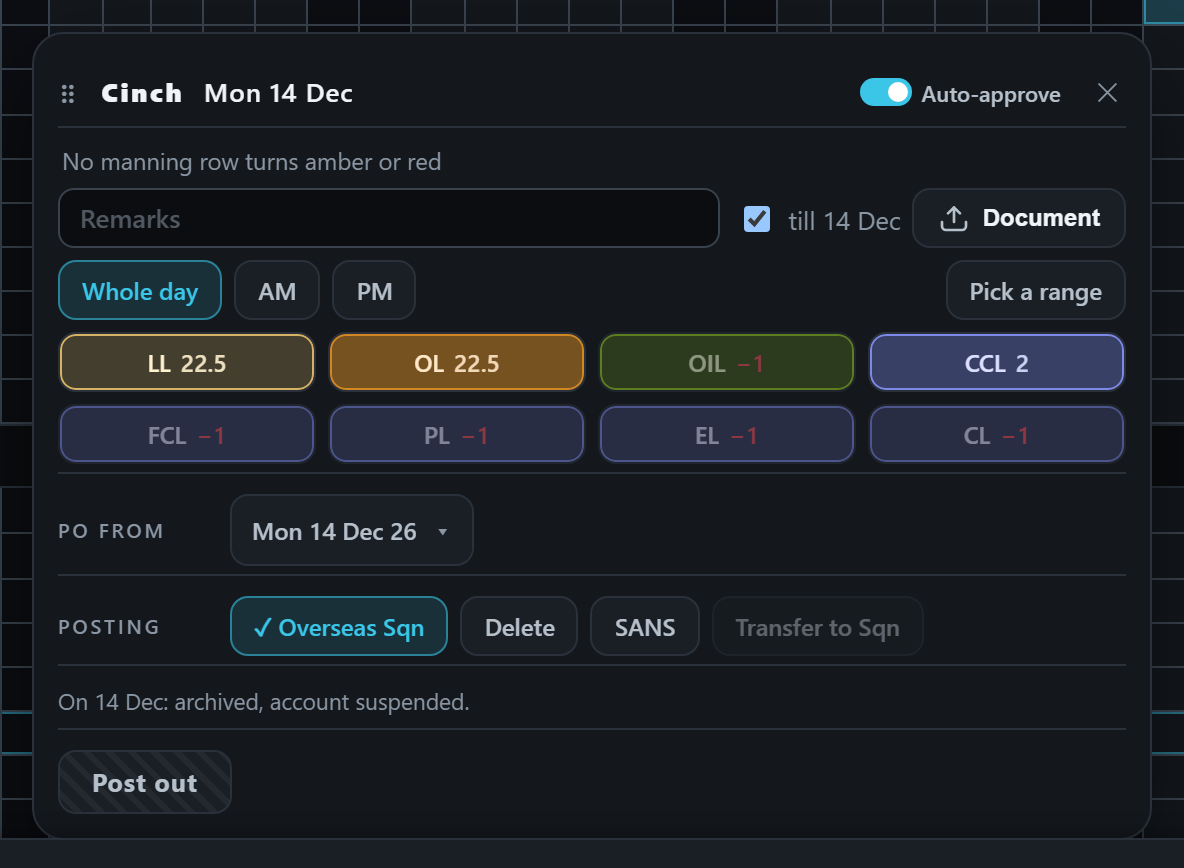 Cinch Mon 14 Dec Auto-approve
No manning row turns amber or red
Remarks till 14 Dec Document
Whole day AM PM Pick a range
LL 22.5 OL 22.5 OIL −1 CCL 2
FCL −1 PL −1 EL −1 CL −1
PO FROM Mon 14 Dec 26
POSTING ✓ Overseas Sqn Delete SANS Transfer to Sqn
On 14 Dec: archived, account suspended.
Post out